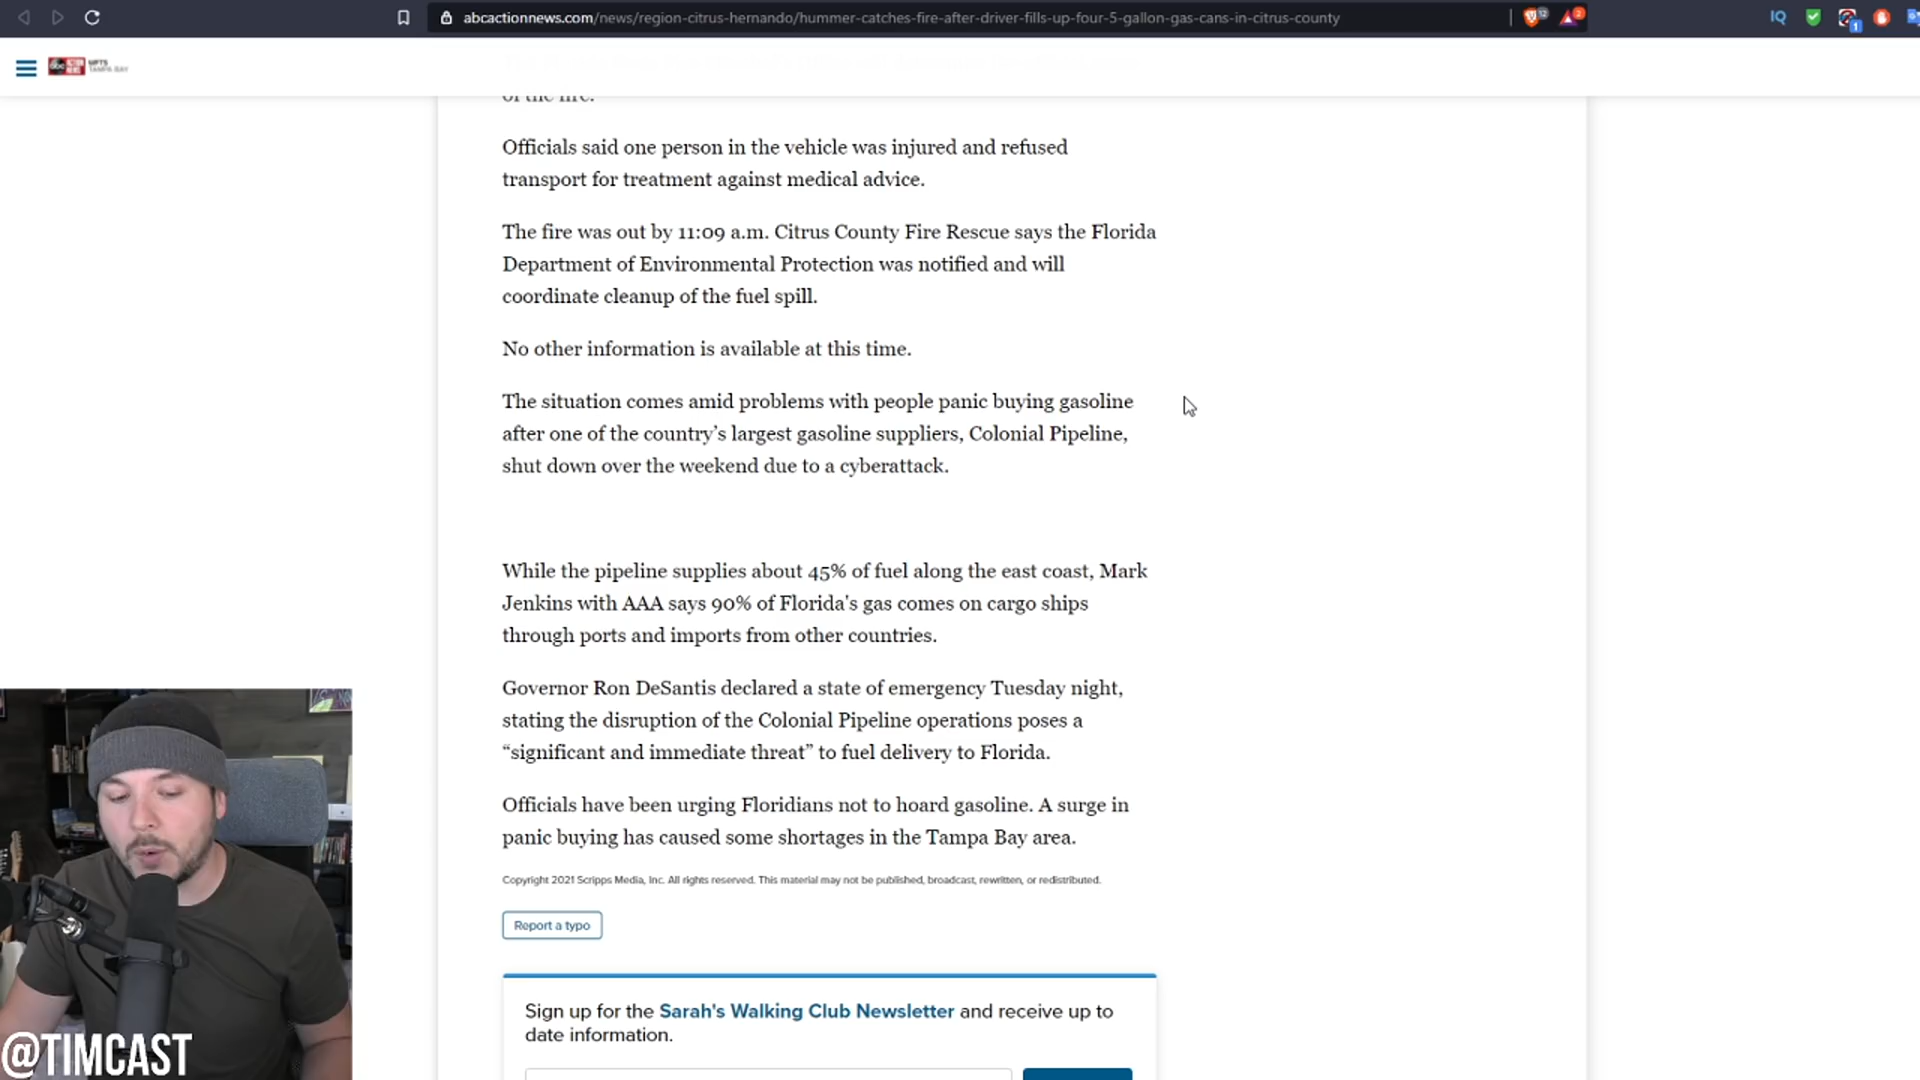 abcactionnews.com/news/region-citrus-hernando/hummer-catches-fire-after-driver-fills-up-four-5-gallon-gas-cans-in-citrus-county
IQ
abc ACTION NEWS WFTS TAMPA BAY
of the fire.
Officials said one person in the vehicle was injured and refused
transport for treatment against medical advice.
The fire was out by 11:09 a.m. Citrus County Fire Rescue says the Florida
Department of Environmental Protection was notified and will
coordinate cleanup of the fuel spill.
No other information is available at this time.
The situation comes amid problems with people panic buying gasoline
after one of the country's largest gasoline suppliers, Colonial Pipeline,
shut down over the weekend due to a cyberattack.
While the pipeline supplies about 45% of fuel along the east coast, Mark
Jenkins with AAA says 90% of Florida's gas comes on cargo ships
through ports and imports from other countries.
Governor Ron DeSantis declared a state of emergency Tuesday night,
stating the disruption of the Colonial Pipeline operations poses a
“significant and immediate threat” to fuel delivery to Florida.
Officials have been urging Floridians not to hoard gasoline. A surge in
panic buying has caused some shortages in the Tampa Bay area.
Copyright 2021 Scripps Media, Inc. All rights reserved. This material may not be published, broadcast, rewritten, or redistributed.
Report a typo
Sign up for the Sarah's Walking Club Newsletter and receive up to
date information.
@TIMCAST